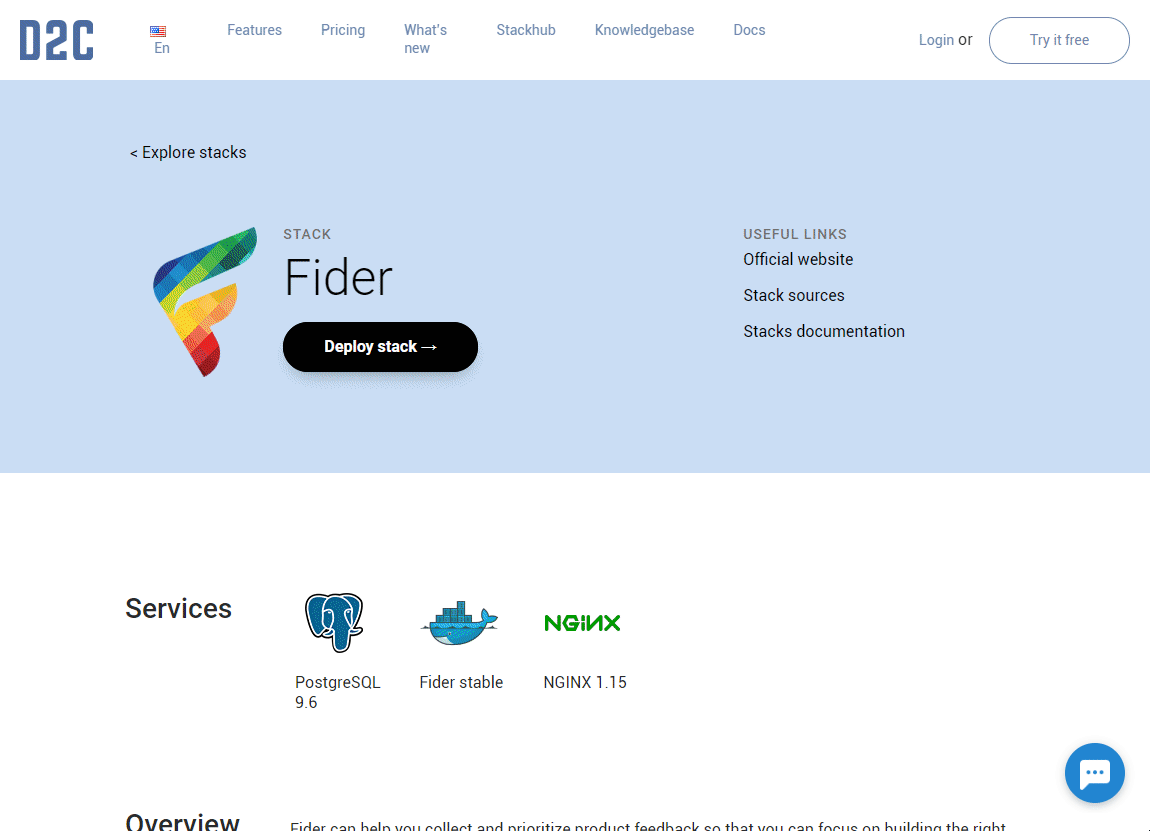 D2C
En
Features
Pricing
What's
new
Stackhub
Knowledgebase
Docs
Login or
Try it free
< Explore stacks
STACK
Fider
Deploy stack →
USEFUL LINKS
Official website
Stack sources
Stacks documentation
Services
NGINX
PostgreSQL
9.6
Fider stable
NGINX 1.15
Overview
Fider can help you collect and prioritize product feedback so that you can focus on building the right